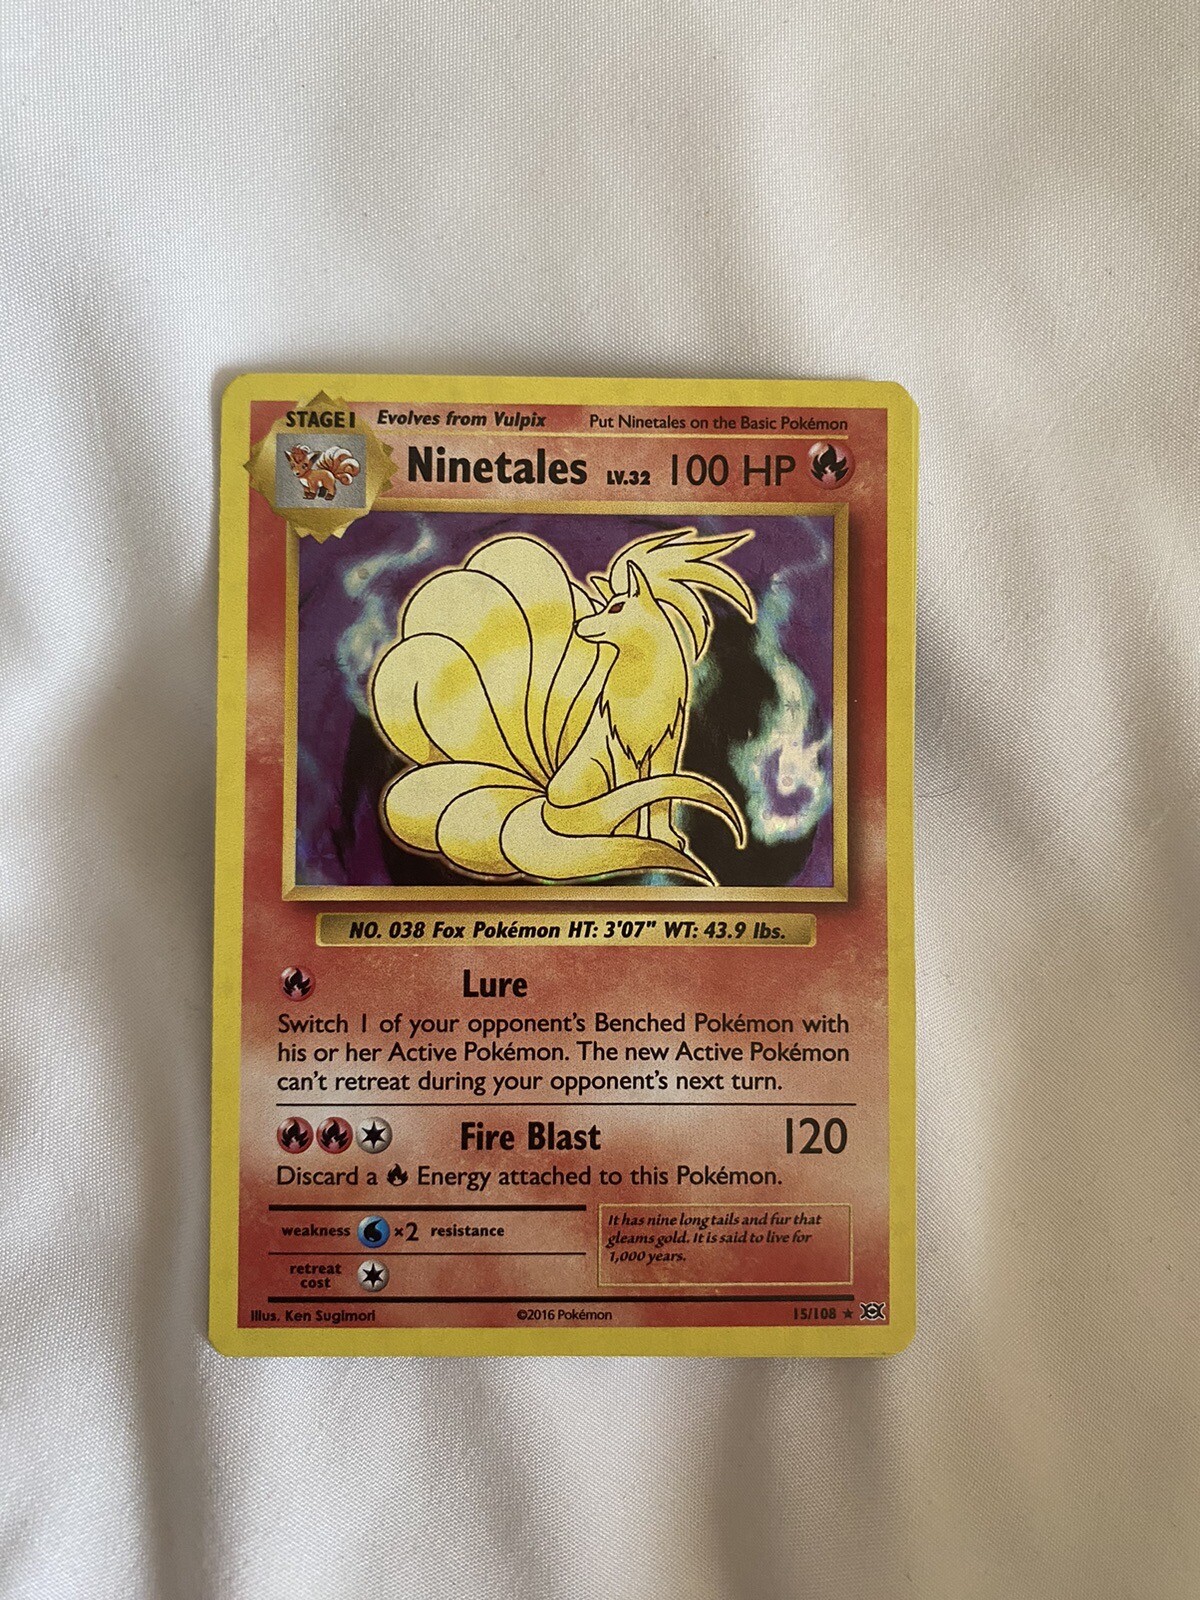 STAGE 1 Evolves from Vulpix Put Ninetales on the Basic Pokémon
Ninetales LV.32 100 HP
NO. 038 Fox Pokémon HT: 3'07" WT: 43.9 lbs.
Lure
Switch 1 of your opponent's Benched Pokémon with
his or her Active Pokémon. The new Active Pokémon
can't retreat during your opponent's next turn.
Fire Blast 120
Discard a Energy attached to this Pokémon.
weakness ×2 resistance
retreat
cost
It has nine long tails and fur that
gleams gold. It is said to live for
1,000 years.
Illus. Ken Sugimori ©2016 Pokémon 15/108 ★